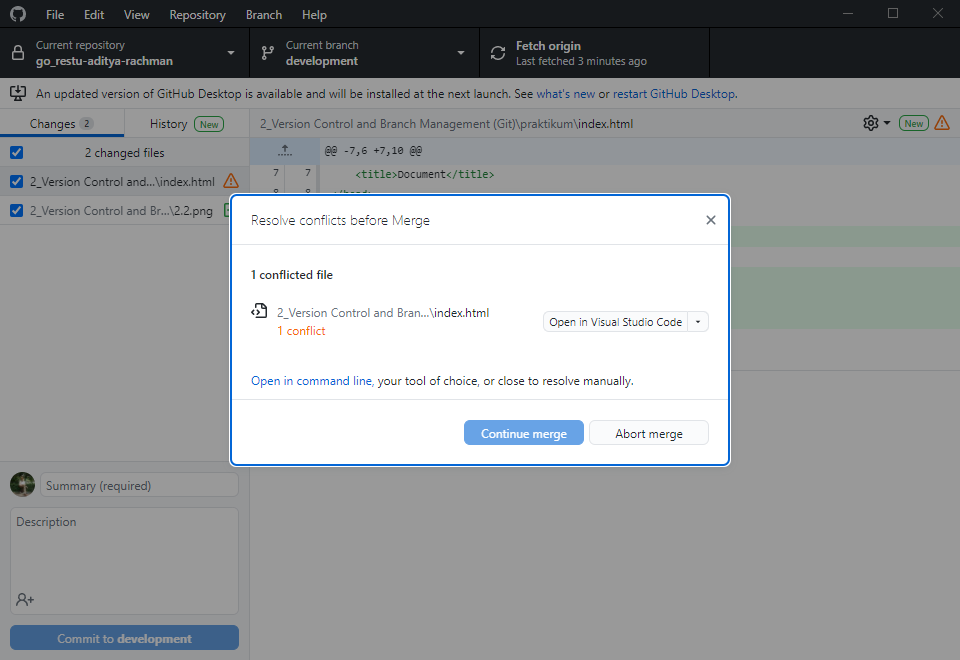 File Edit View Repository Branch Help
Current repository
go_restu-aditya-rachman
Current branch
development
Fetch origin
Last fetched 3 minutes ago
An updated version of GitHub Desktop is available and will be installed at the next launch. See what's new or restart GitHub Desktop.
Changes 2
History New
2_Version Control and Branch Management (Git)\praktikum\index.html
New
2 changed files
@@ -7,6 +7,10 @@
2_Version Control and...\index.html
7 7 <title>Document</title>
2_Version Control and Br...\2.2.png
Resolve conflicts before Merge
1 conflicted file
2_Version Control and Bran...\index.html
1 conflict
Open in Visual Studio Code
Open in command line, your tool of choice, or close to resolve manually.
Continue merge
Abort merge
Summary (required)
Description
Commit to development